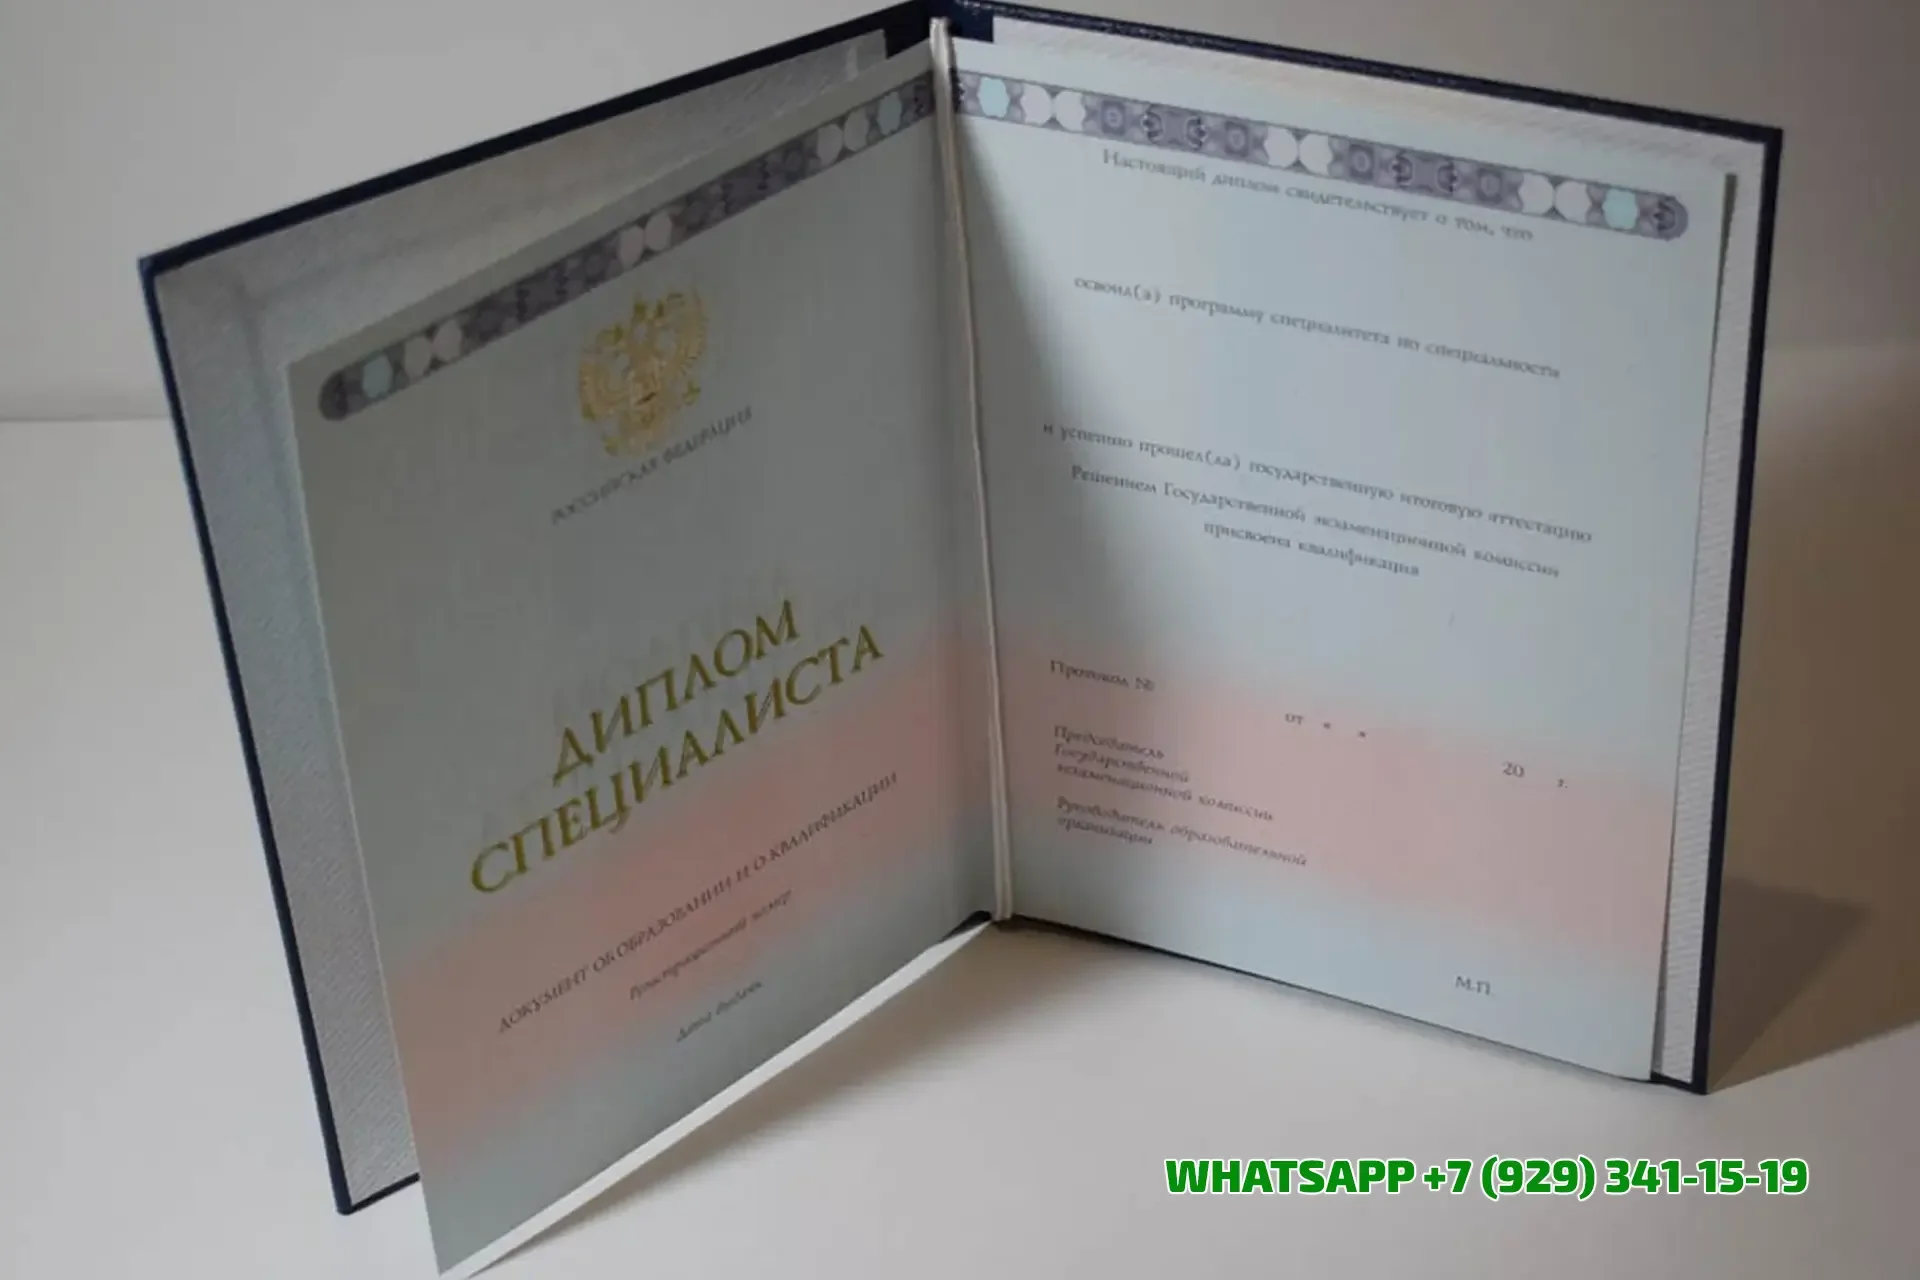 РОССИЙСКАЯ ФЕДЕРАЦИЯ
ДИПЛОМ
СПЕЦИАЛИСТА
ДОКУМЕНТ ОБ ОБРАЗОВАНИИ И О КВАЛИФИКАЦИИ
Регистрационный номер
Дата выдачи
Настоящий диплом свидетельствует о том, что
освоил(а) программу специалитета по специальности
и успешно прошел(ла) государственную итоговую аттестацию
Решением Государственной экзаменационной комиссии
присвоена квалификация
Протокол №
от « » 20 г.
Председатель
Государственной
экзаменационной комиссии
Руководитель образовательной
организации
М.П.
WHATSAPP +7 (929) 341-15-19